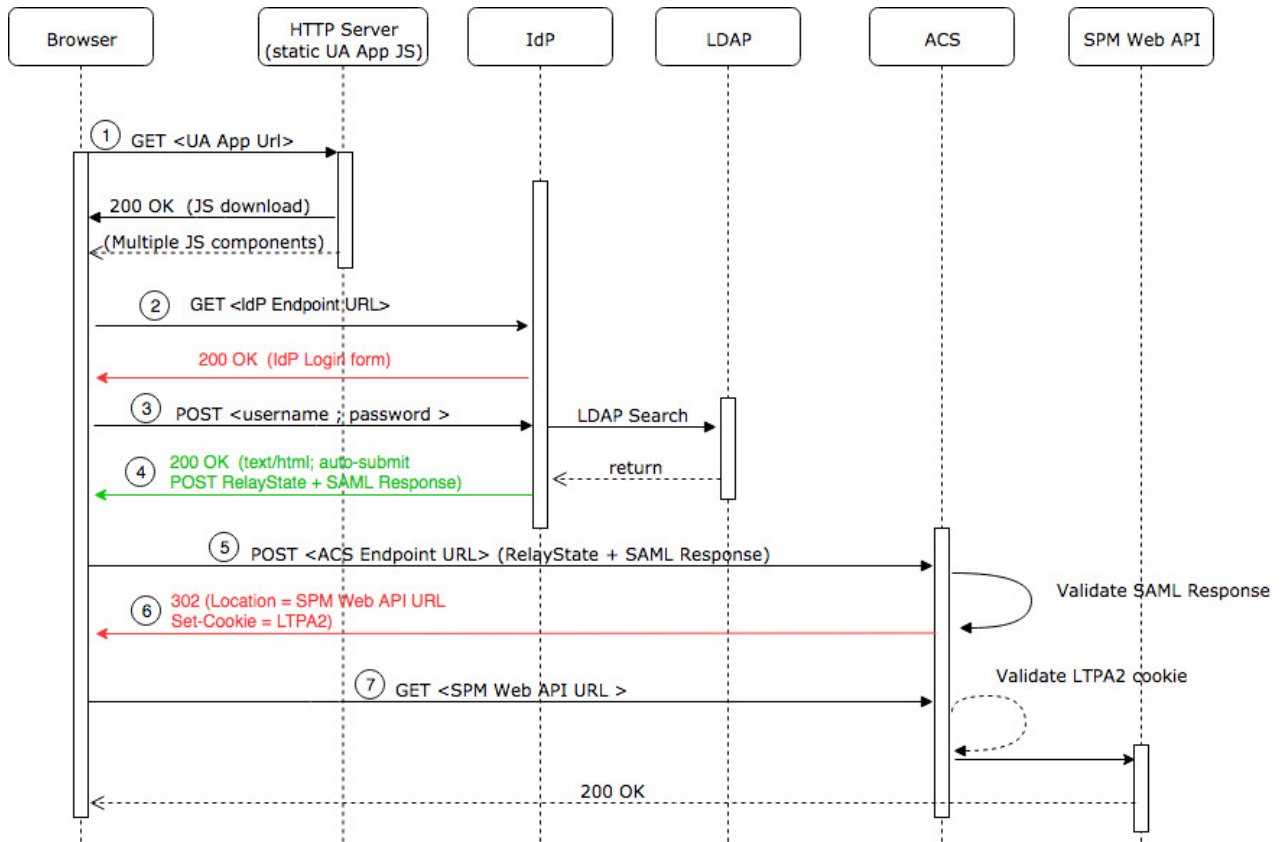 Browser
HTTP Server
(static UA App JS)
IdP
LDAP
ACS
SPM Web API
1
GET <UA App Url>
200 OK (JS download)
(Multiple JS components)
2
GET <IdP Endpoint URL>
200 OK (IdP Login form)
3
POST <username ; password >
LDAP Search
4
200 OK (text/html; auto-submit
POST RelayState + SAML Response)
return
5
POST <ACS Endpoint URL> (RelayState + SAML Response)
Validate SAML Response
6
302 (Location = SPM Web API URL
Set-Cookie = LTPA2)
7
GET <SPM Web API URL >
Validate LTPA2 cookie
200 OK